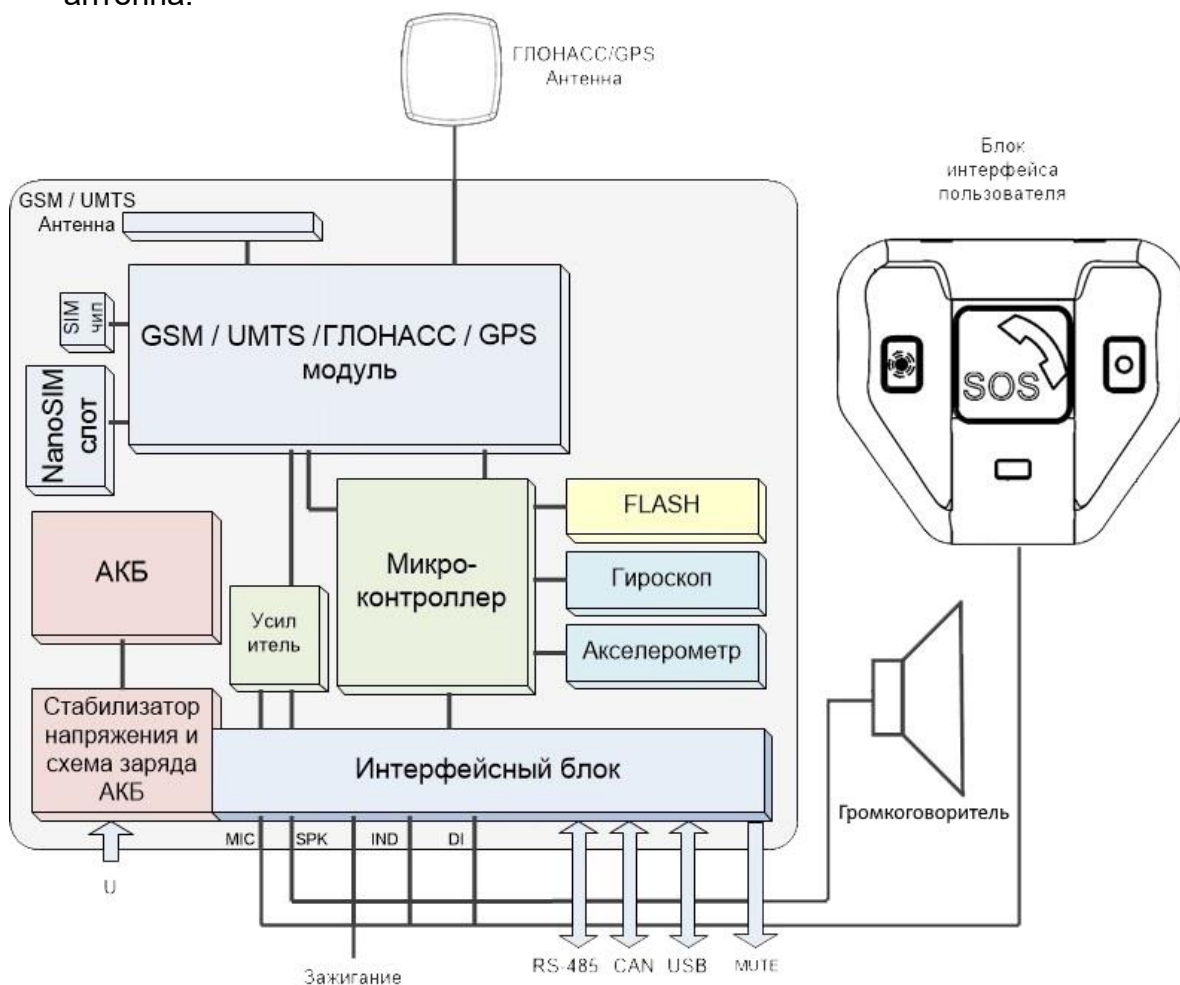 антенна.
ГЛОНАСС/GPS
Антенна
Блок
интерфейса
пользователя
GSM / UMTS
Антенна
SIM
чип
GSM / UMTS /ГЛОНАСС / GPS
модуль
NanoSIM
слот
SOS
FLASH
АКБ
Микро-
контроллер
Гироскоп
Усил
итель
Акселерометр
Стабилизатор
напряжения и
схема заряда
АКБ
Интерфейсный блок
Громкоговоритель
MIC
SPK
IND
DI
U
RS-485
CAN
USB
MUTE
Зажигание